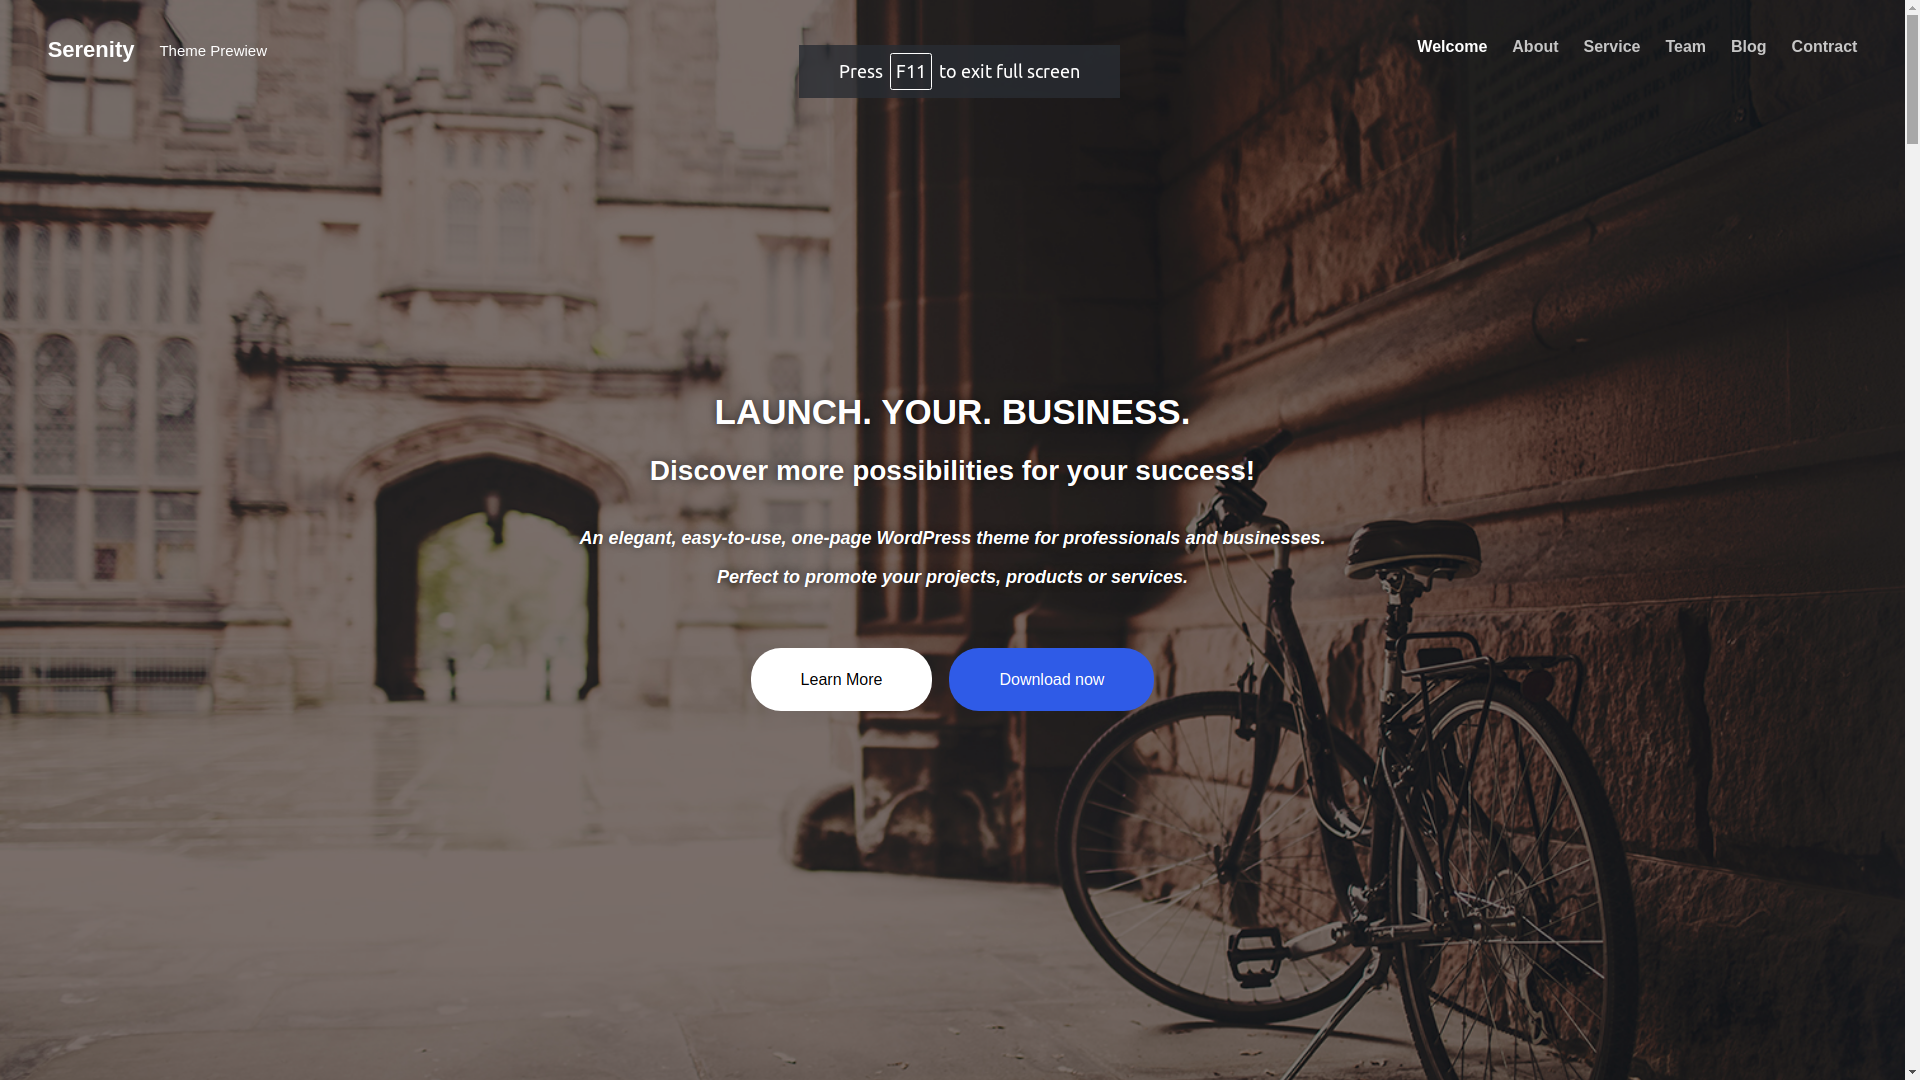 Serenity
Theme Prewiew
Press F11 to exit full screen
Welcome
About
Service
Team
Blog
Contract
LAUNCH. YOUR. BUSINESS.
Discover more possibilities for your success!
An elegant, easy-to-use, one-page WordPress theme for professionals and businesses.
Perfect to promote your projects, products or services.
Learn More
Download now